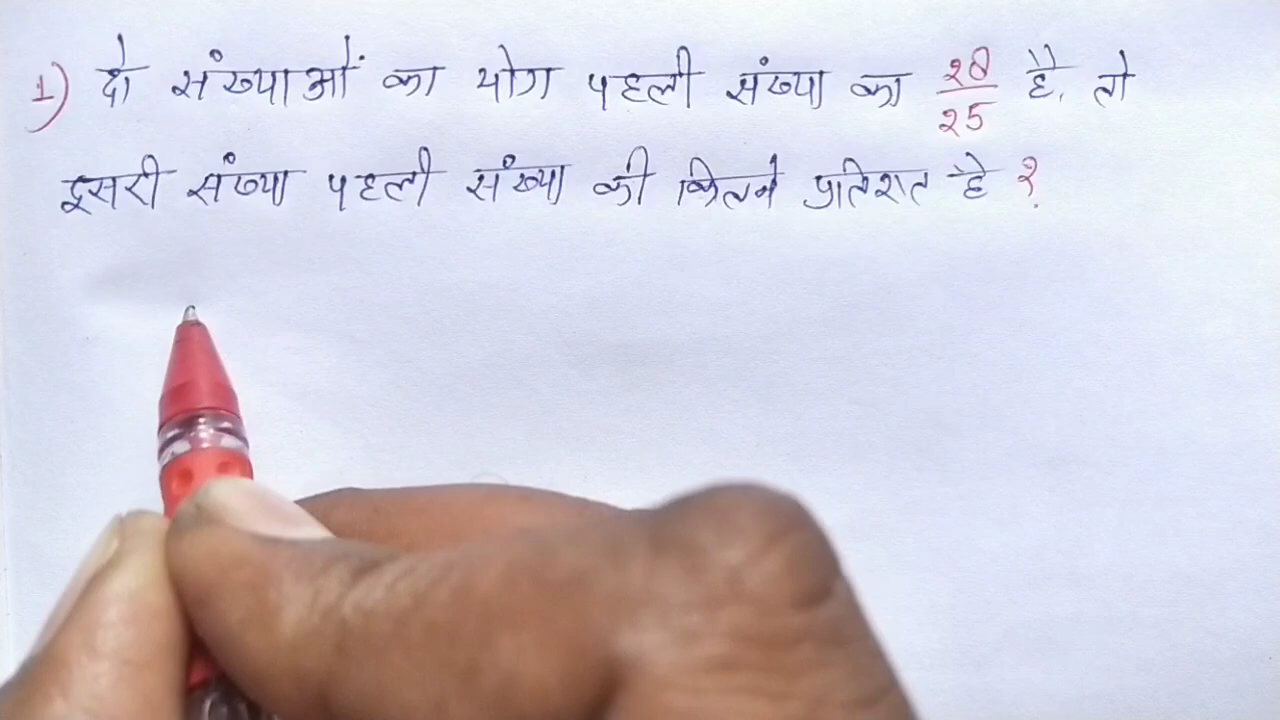 1) दो संख्याओं का योग पहली संख्या का 28/25 है, तो
दूसरी संख्या पहली संख्या की कितने प्रतिशत है ?